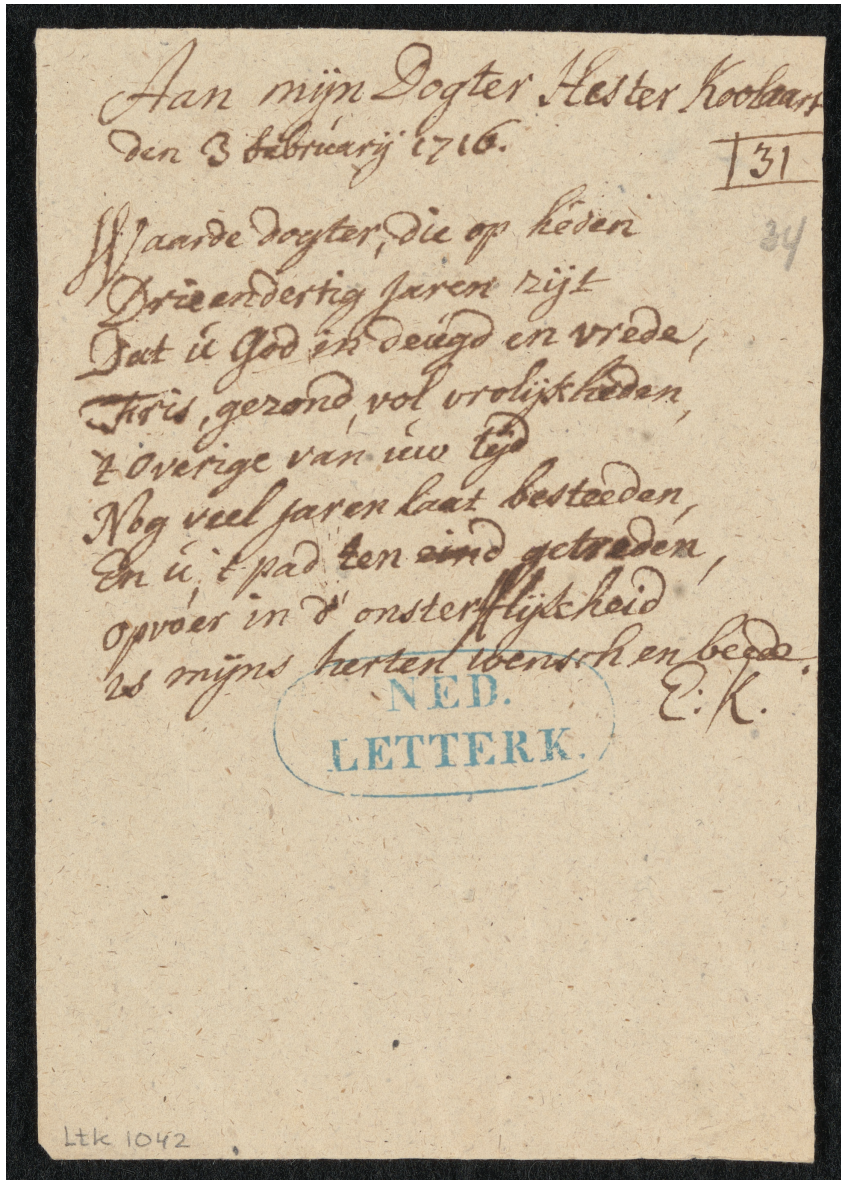 Aan mijn Dogter Hester Koolaart
den 3 februarij 1716.
31
34
Waarde dogter, die op heden
Drieendertig Jaren zijt
Dat u God in deugd en vrede,
Fris, gezond, vol vrolijkheden,
't overige van uw tijd
Nog veel Jaren laat besteeden,
En u, 't pad ten eind getreden,
opvoer in d' onsterflijkheid
is mijns herten wensch en beede.
E: K.
NED.
LETTERK.
Ltk 1042